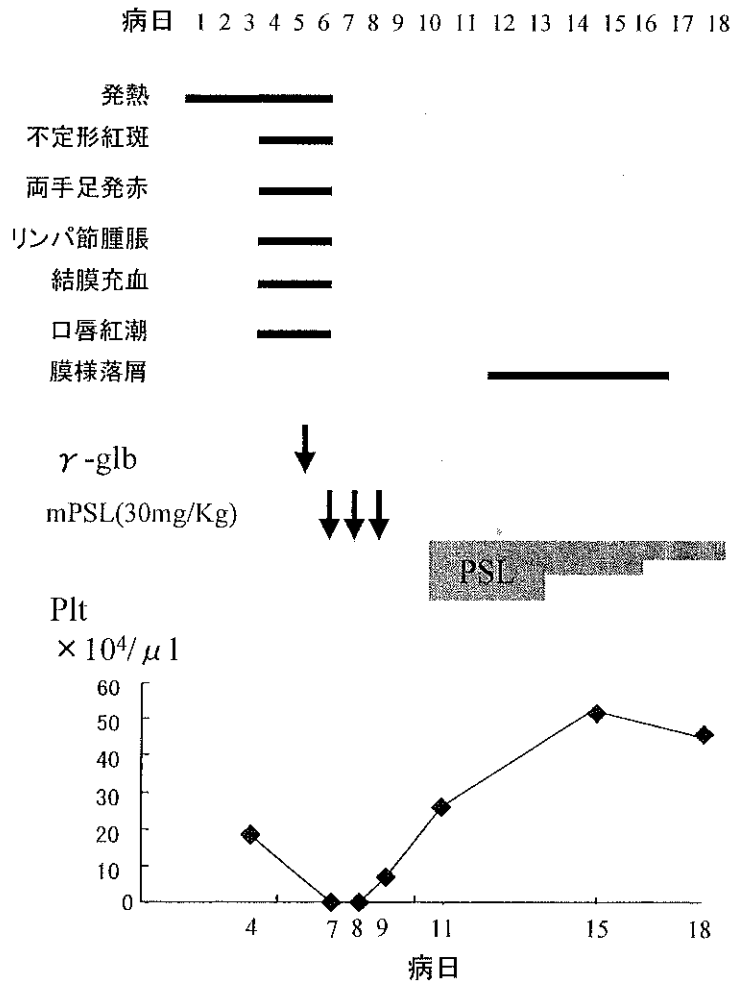 病日 1 2 3 4 5 6 7 8 9 10 11 12 13 14 15 16 17 18
発熱
不定形紅斑
両手足発赤
リンパ節腫脹
結膜充血
口唇紅潮
膜様落屑
γ-glb
mPSL(30mg/Kg)
PSL
Plt
×10⁴/μl
60
50
40
30
20
10
0
4 7 8 9 11 15 18
病日